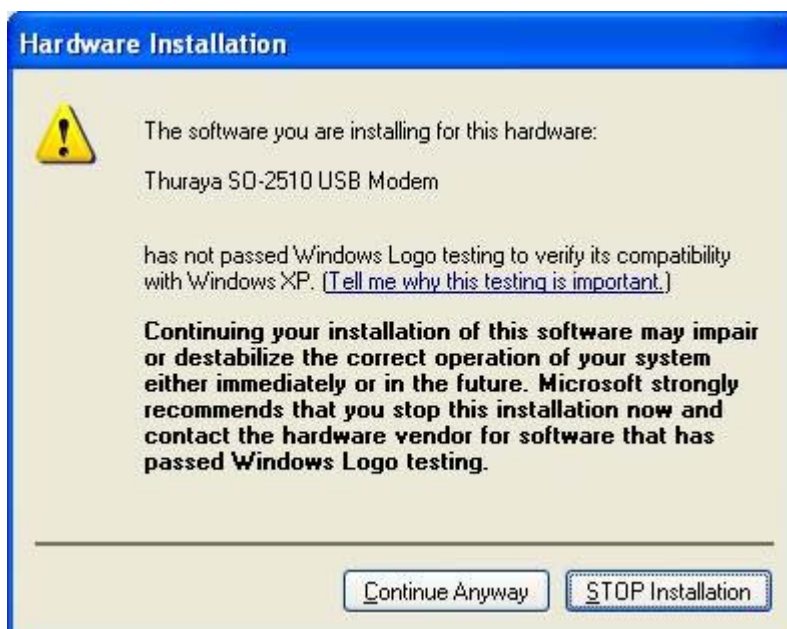 Hardware Installation
The software you are installing for this hardware:
Thuraya SO-2510 USB Modem
has not passed Windows Logo testing to verify its compatibility
with Windows XP. (Tell me why this testing is important.)
Continuing your installation of this software may impair
or destabilize the correct operation of your system
either immediately or in the future. Microsoft strongly
recommends that you stop this installation now and
contact the hardware vendor for software that has
passed Windows Logo testing.
Continue Anyway
STOP Installation